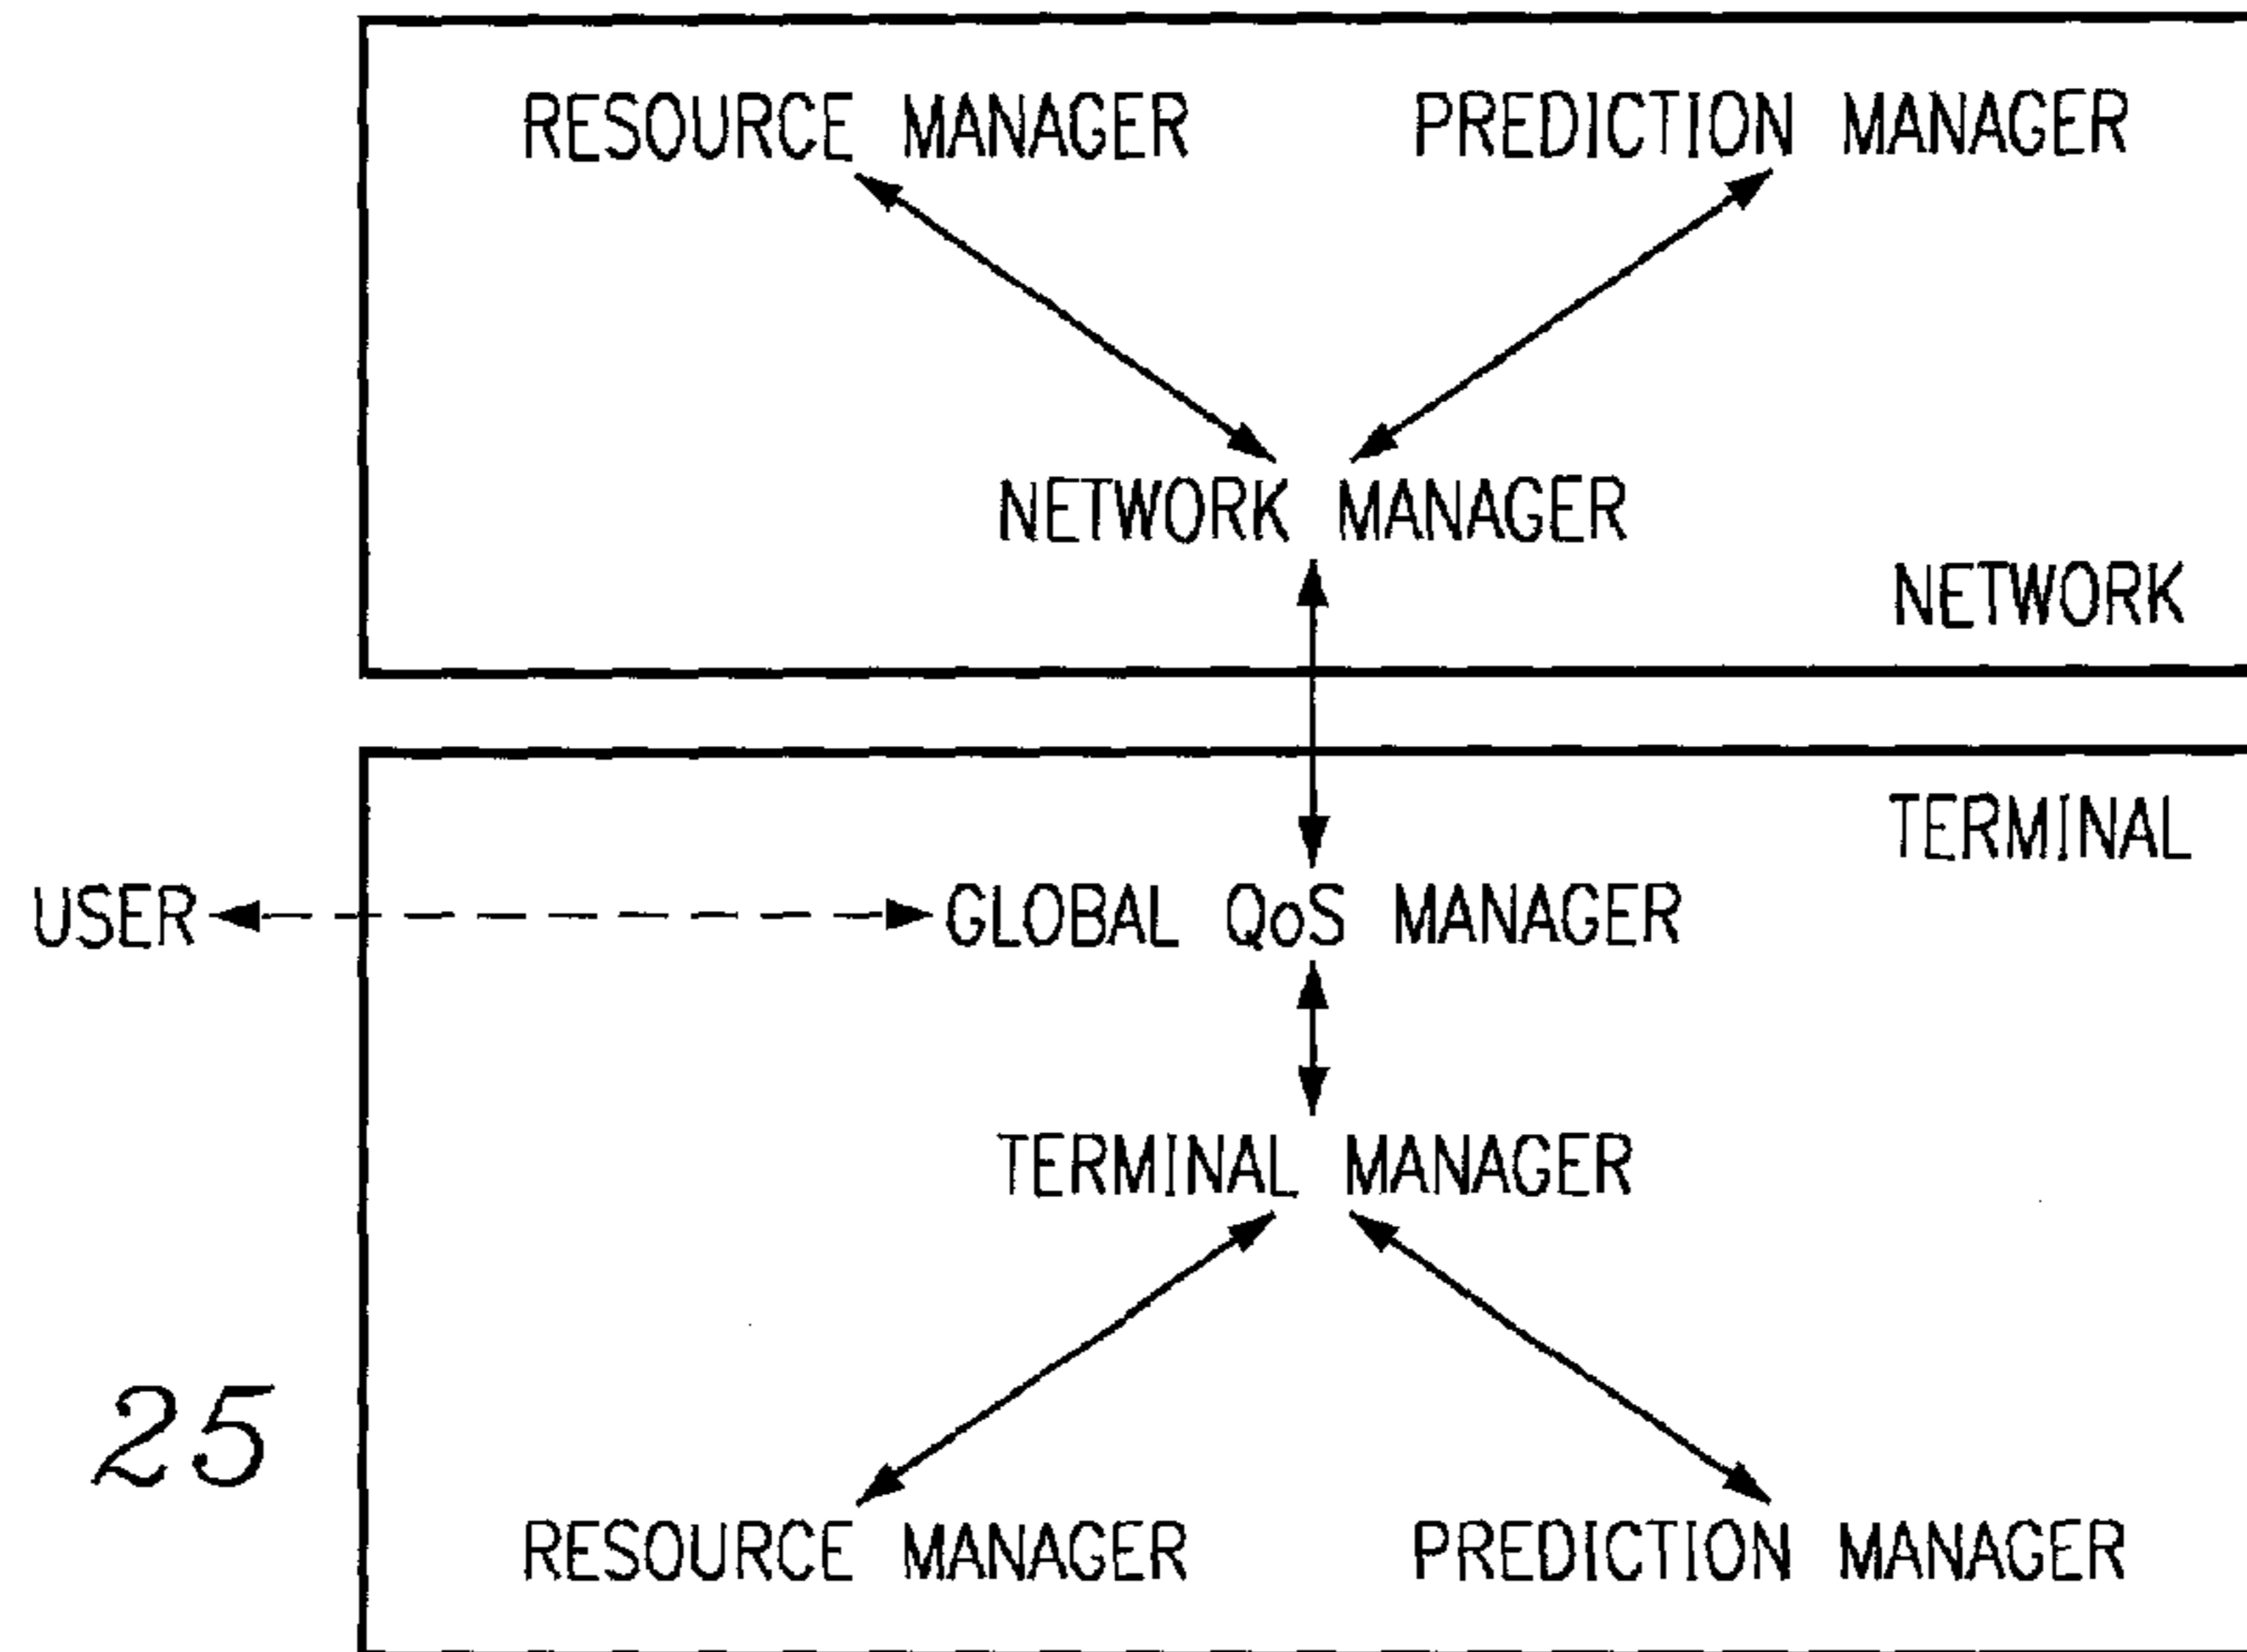 RESOURCE MANAGER PREDICTION MANAGER
NETWORK MANAGER
NETWORK
TERMINAL
USER GLOBAL QoS MANAGER
TERMINAL MANAGER
25
RESOURCE MANAGER PREDICTION MANAGER